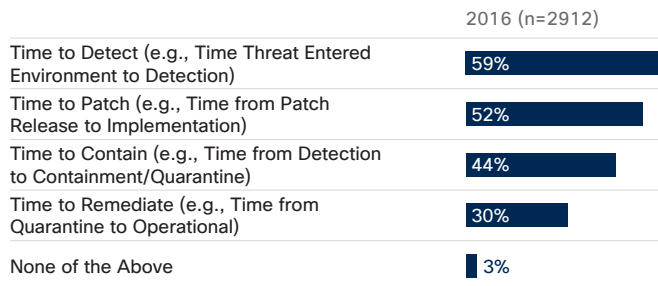 2016 (n=2912)
Time to Detect (e.g., Time Threat Entered
Environment to Detection)
59%
Time to Patch (e.g., Time from Patch
Release to Implementation)
52%
Time to Contain (e.g., Time from Detection
to Containment/Quarantine)
44%
Time to Remediate (e.g., Time from
Quarantine to Operational)
30%
None of the Above
3%